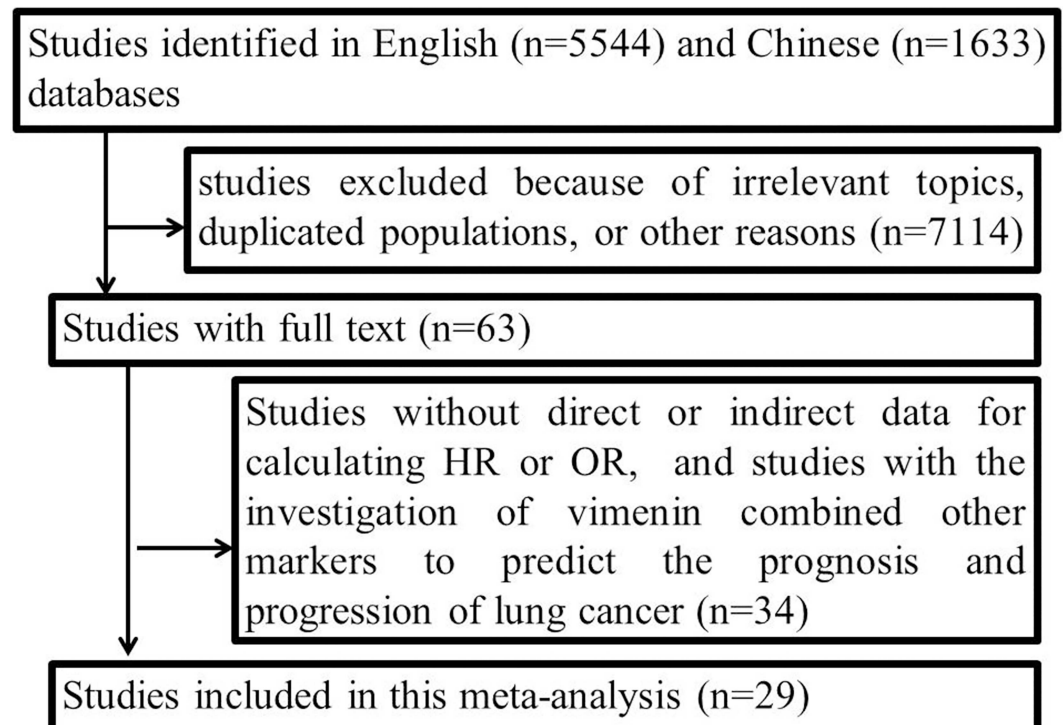 Studies identified in English (n=5544) and Chinese (n=1633)
databases
studies excluded because of irrelevant topics,
duplicated populations, or other reasons (n=7114)
Studies with full text (n=63)
Studies without direct or indirect data for
calculating HR or OR, and studies with the
investigation of vimenin combined other
markers to predict the prognosis and
progression of lung cancer (n=34)
Studies included in this meta-analysis (n=29)